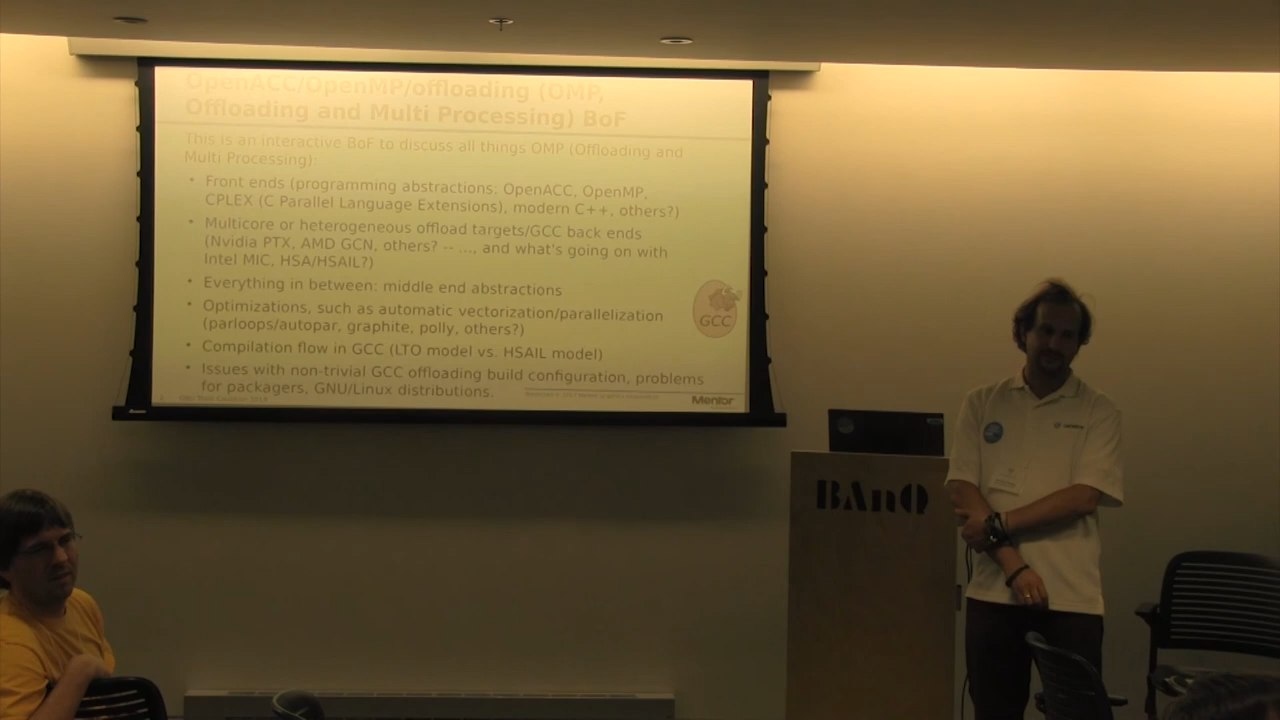 OpenACC/OpenMP/offloading (OMP,
Offloading and Multi Processing) BoF
This is an interactive BoF to discuss all things OMP (Offloading and
Multi Processing):
• Front ends (programming abstractions: OpenACC, OpenMP,
CPLEX (C Parallel Language Extensions), modern C++, others?)
• Multicore or heterogeneous offload targets/GCC back ends
(Nvidia PTX, AMD GCN, others? -- ..., and what's going on with
Intel MIC, HSA/HSAIL?)
• Everything in between: middle end abstractions
• Optimizations, such as automatic vectorization/parallelization
(parloops/autopar, graphite, polly, others?)
GCC
• Compilation flow in GCC (LTO model vs. HSAIL model)
• Issues with non-trivial GCC offloading build configuration, problems
for packagers, GNU/Linux distributions.
Mentor
BAnQ